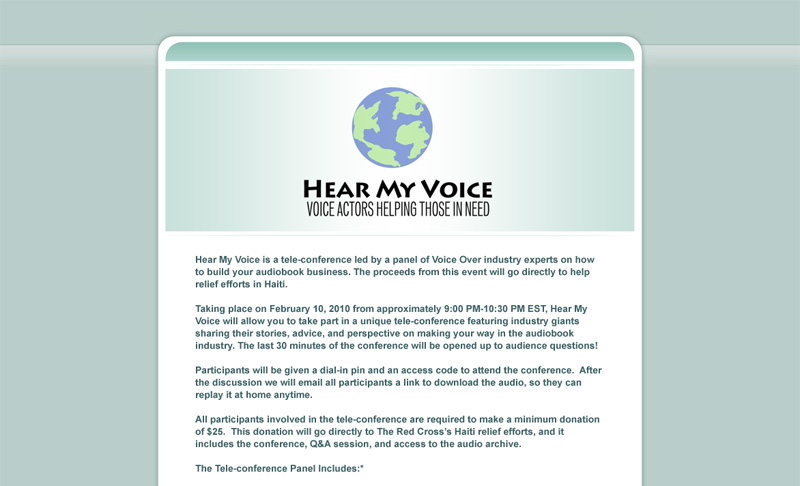 HEAR MY VOICE
VOICE ACTORS HELPING THOSE IN NEED
Hear My Voice is a tele-conference led by a panel of Voice Over industry experts on how
to build your audiobook business. The proceeds from this event will go directly to help
relief efforts in Haiti.
Taking place on February 10, 2010 from approximately 9:00 PM-10:30 PM EST, Hear My
Voice will allow you to take part in a unique tele-conference featuring industry giants
sharing their stories, advice, and perspective on making your way in the audiobook
industry. The last 30 minutes of the conference will be opened up to audience questions!
Participants will be given a dial-in pin and an access code to attend the conference.  After
the discussion we will email all participants a link to download the audio, so they can
replay it at home anytime.
All participants involved in the tele-conference are required to make a minimum donation
of $25.  This donation will go directly to The Red Cross's Haiti relief efforts, and it
includes the conference, Q&A session, and access to the audio archive.
The Tele-conference Panel Includes:*